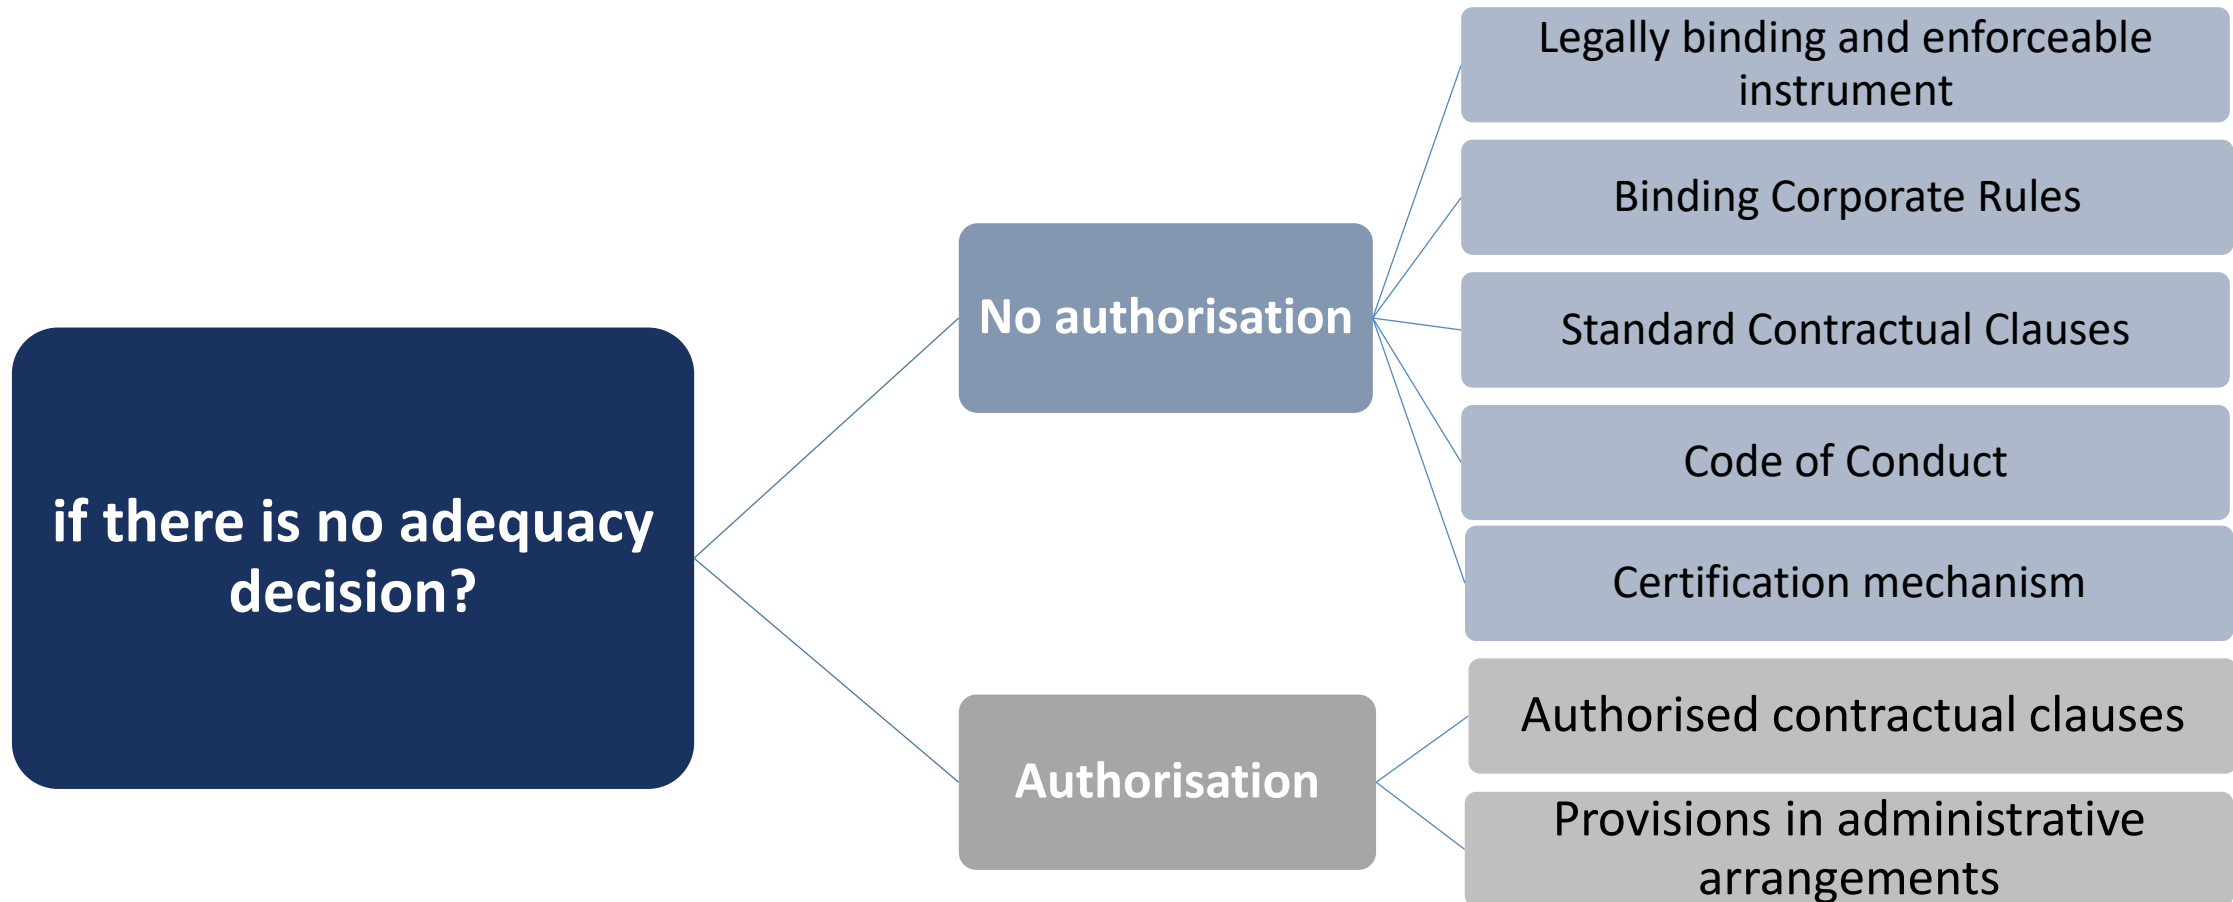 if there is no adequacy
decision?
No authorisation
Legally binding and enforceable
instrument
Binding Corporate Rules
Standard Contractual Clauses
Code of Conduct
Certification mechanism
Authorisation
Authorised contractual clauses
Provisions in administrative
arrangements